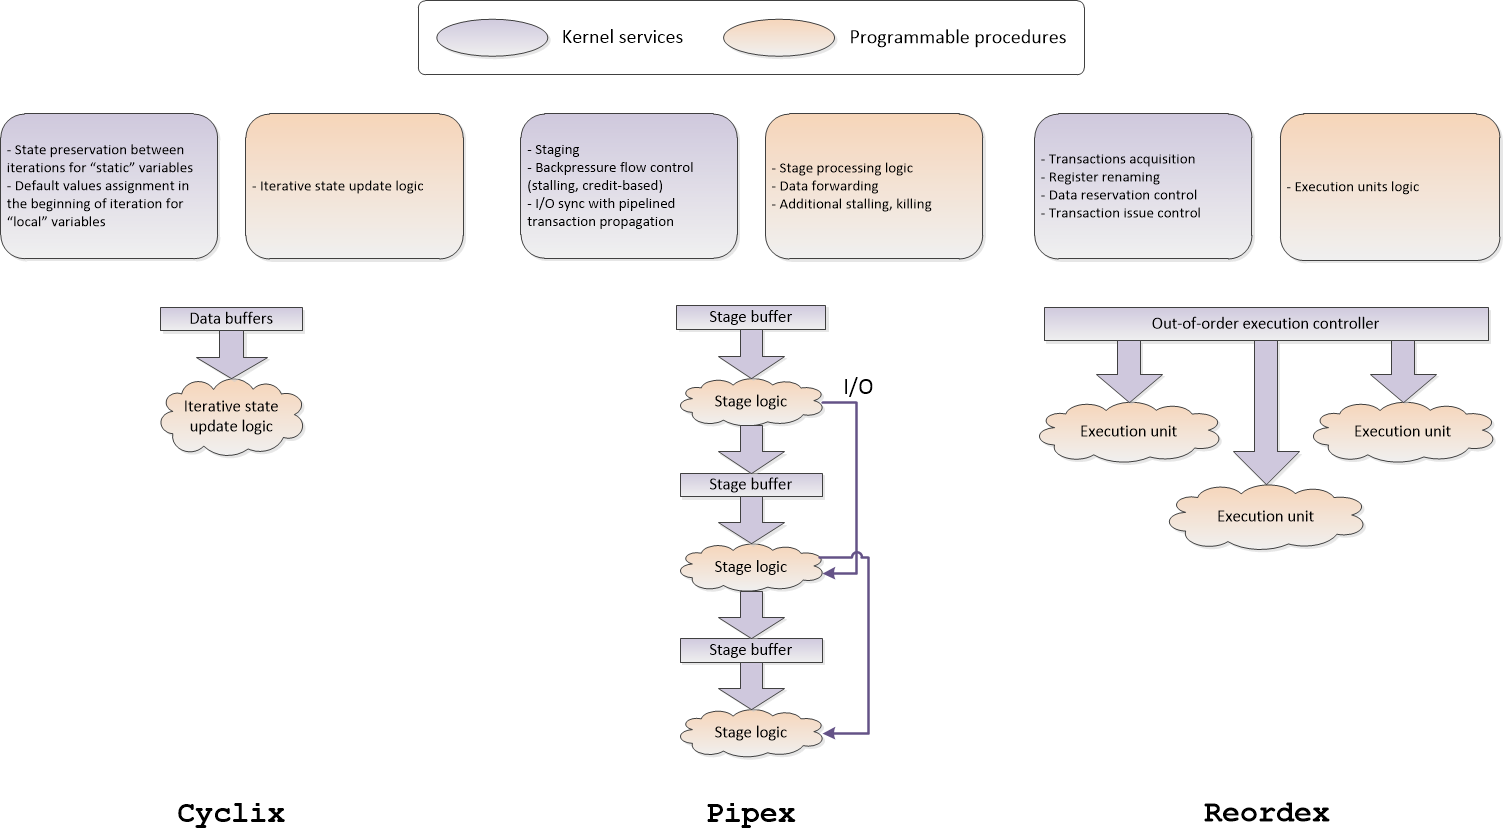 Kernel services
Programmable procedures
- State preservation between
iterations for “static” variables
- Default values assignment in
the beginning of iteration for
“local” variables
- Iterative state update logic
- Staging
- Backpressure flow control
(stalling, credit-based)
- I/O sync with pipelined
transaction propagation
- Stage processing logic
- Data forwarding
- Additional stalling, killing
- Transactions acquisition
- Register renaming
- Data reservation control
- Transaction issue control
- Execution units logic
Data buffers
Iterative state
update logic
Stage buffer
Stage logic
I/O
Stage buffer
Stage logic
Stage buffer
Stage logic
Out-of-order execution controller
Execution unit
Execution unit
Execution unit
Cyclix
Pipex
Reordex